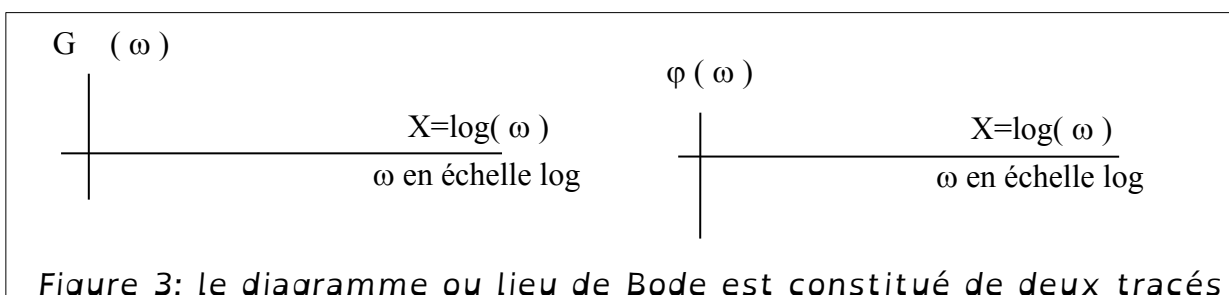 G ( ω )
φ ( ω )
X=log( ω )
ω en échelle log
X=log( ω )
ω en échelle log
Figure 3: le diagramme ou lieu de Bode est constitué de deux tracés